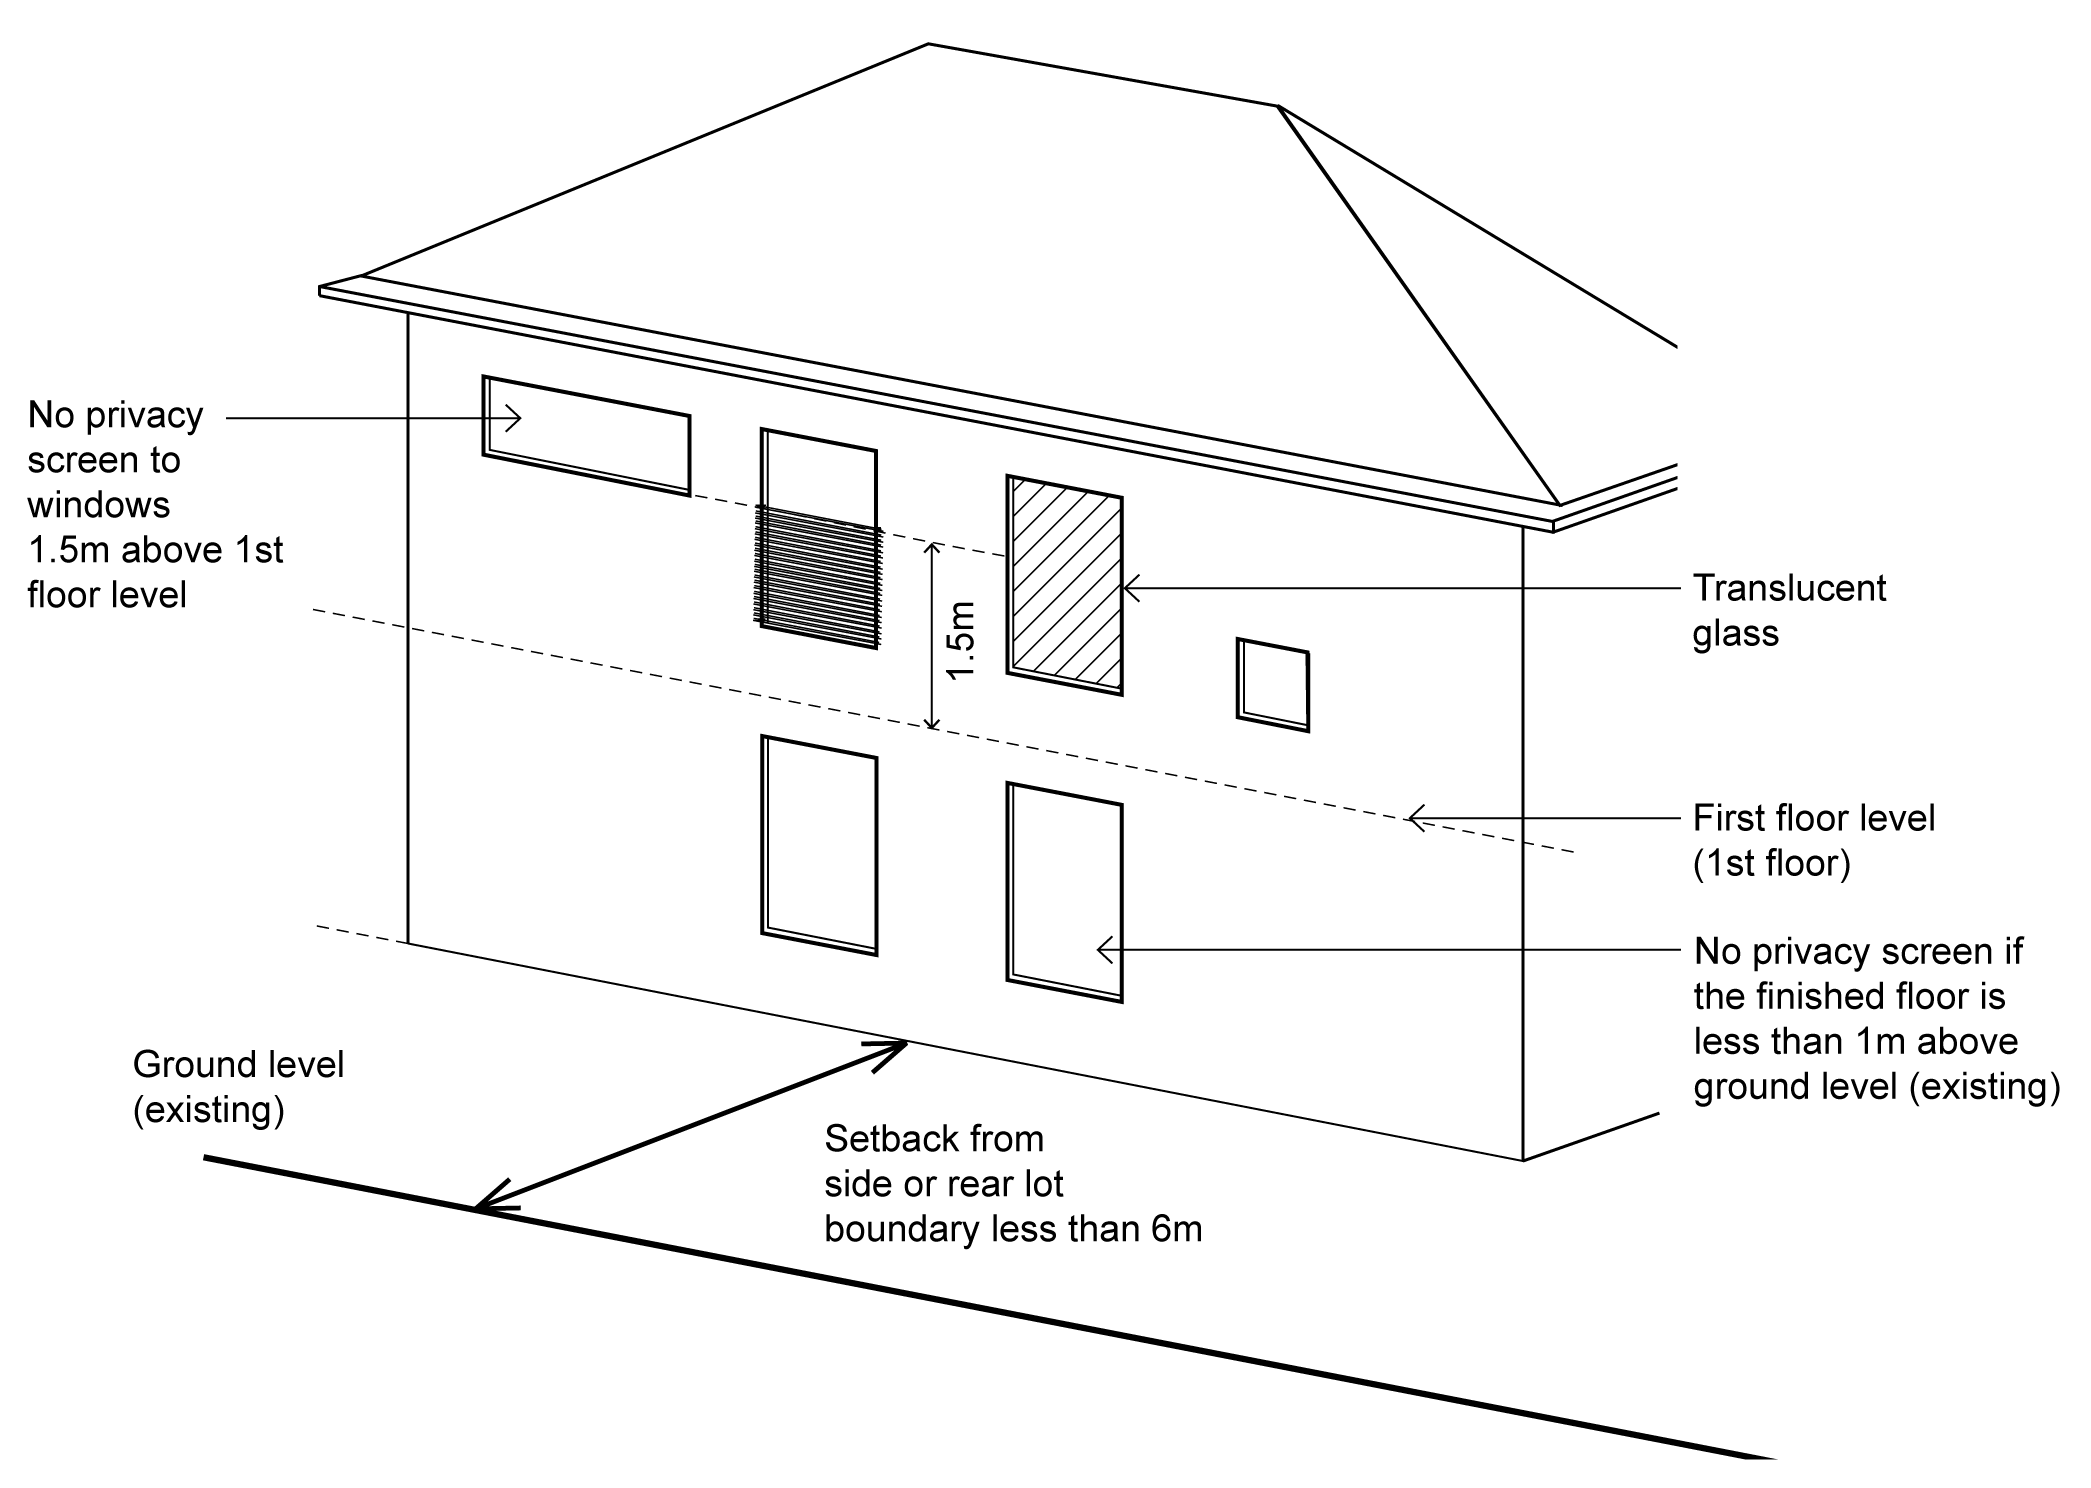 No privacy
screen to
windows
1.5m above 1st
floor level
1.5m
Translucent
glass
First floor level
(1st floor)
No privacy screen if
the finished floor is
less than 1m above
ground level (existing)
Ground level
(existing)
Setback from
side or rear lot
boundary less than 6m